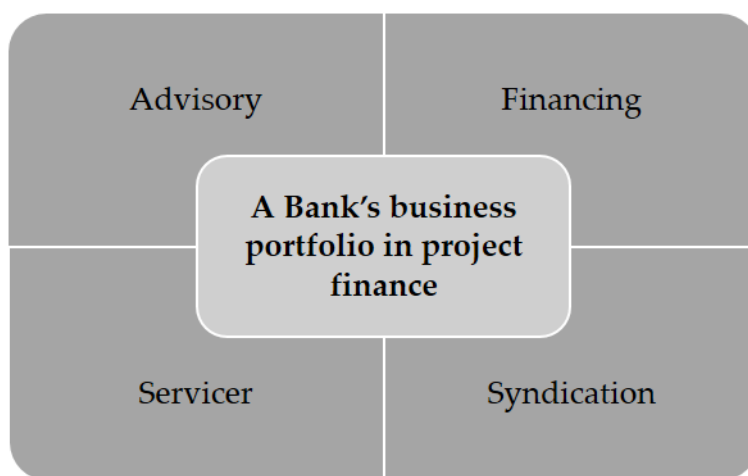 Advisory
Financing
A Bank's business
portfolio in project
finance
Servicer
Syndication